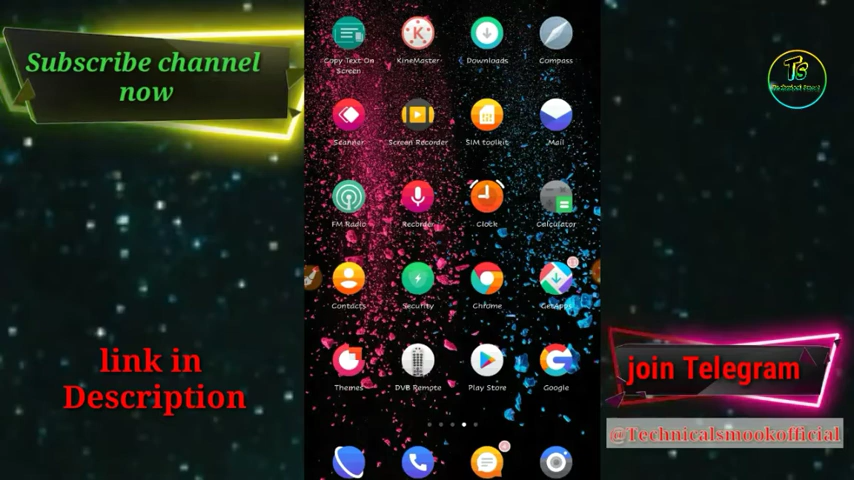 Subscribe channel
now
Ts
Copy Text On
Screen
KineMaster
Downloads
Compass
Scanner
Screen Recorder
SIM toolkit
Mail
FM Radio
Recorder
Clock
Calculator
Contacts
Security
Chrome
GetApps
Themes
DVB Remote
Play Store
Google
link in
Description
join Telegram
@Technicalsmookofficial